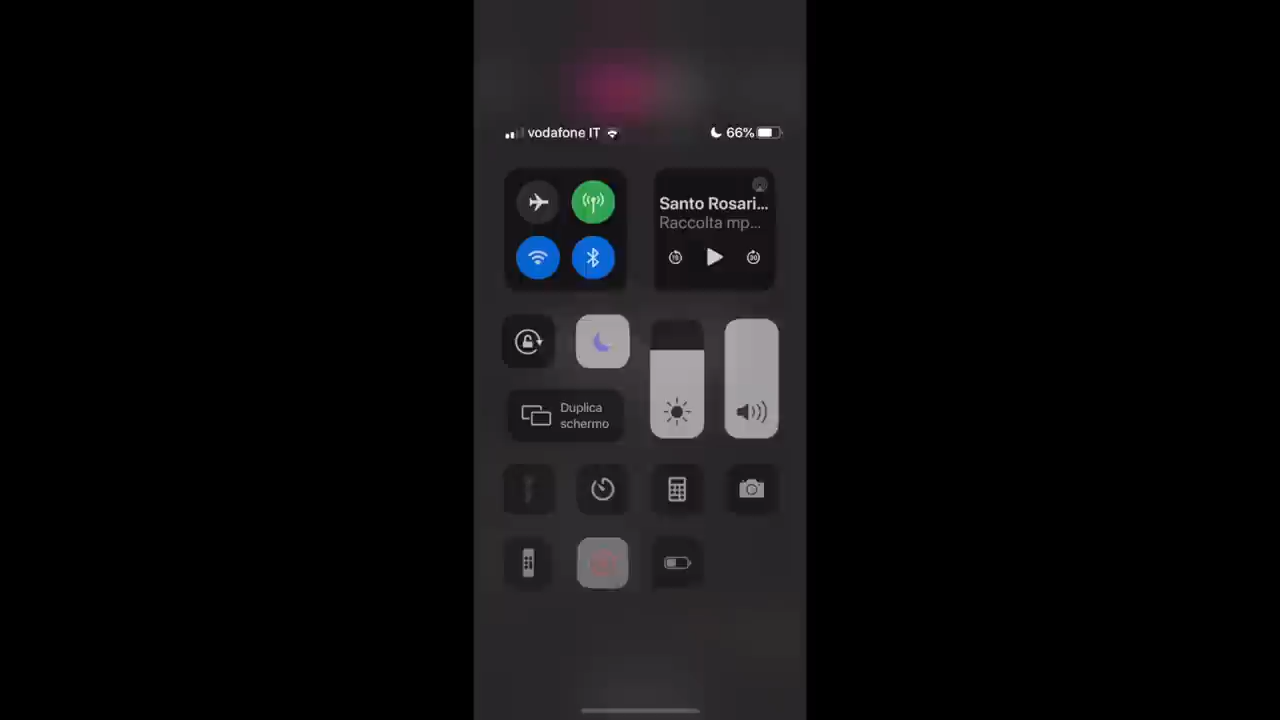 vodafone IT
66%
Santo Rosari...
Raccolta mp...
Duplica
schermo